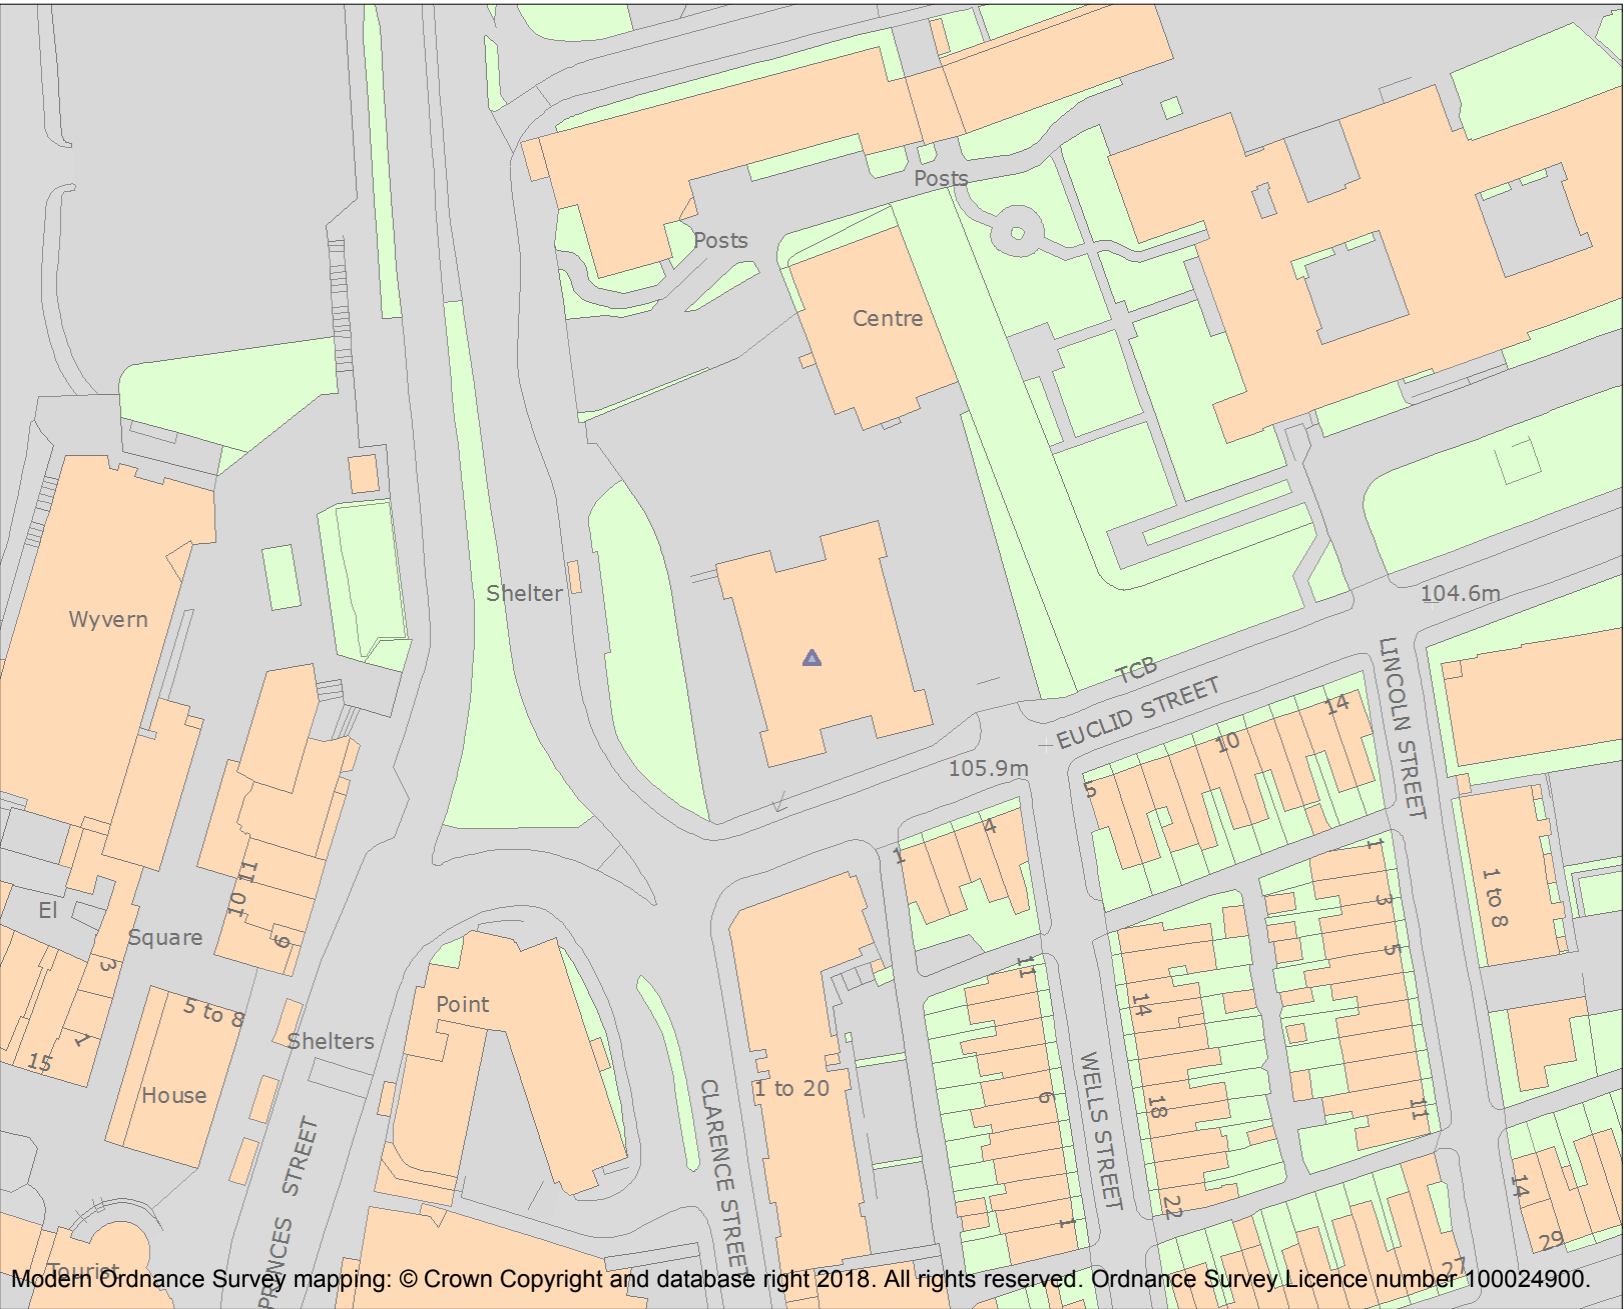 Posts
Posts
Centre
Shelter
104.6m
Wyvern
TCB
EUCLID STREET
LINCOLN STREET
14
10
105.9m
5
4
1
1
10 11
1 to 8
3
El
Square
9
5
3
11
14
5 to 8
Point
1
Shelters
15
House
1 to 20
6
18
11
WELLS STREET
CLARENCE STREET
PRINCES STREET
14
22
1
29
27
Tourist
Modern Ordnance Survey mapping: © Crown Copyright and database right 2018. All rights reserved. Ordnance Survey Licence number 100024900.